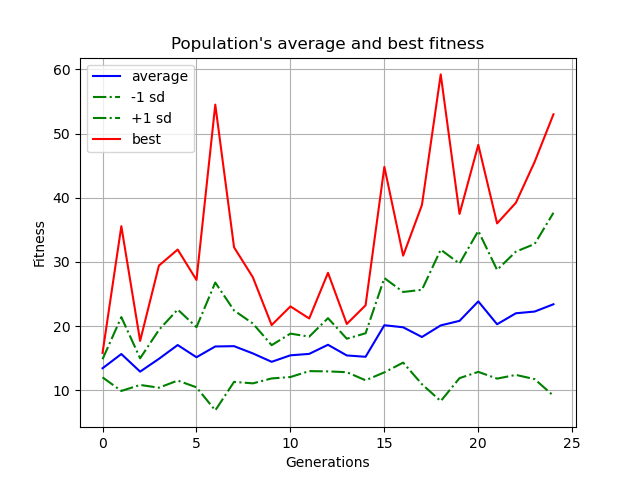 Population's average and best fitness
60
50
40
30
20
10
Fitness
average
-1 sd
+1 sd
best
0 5 10 15 20 25
Generations